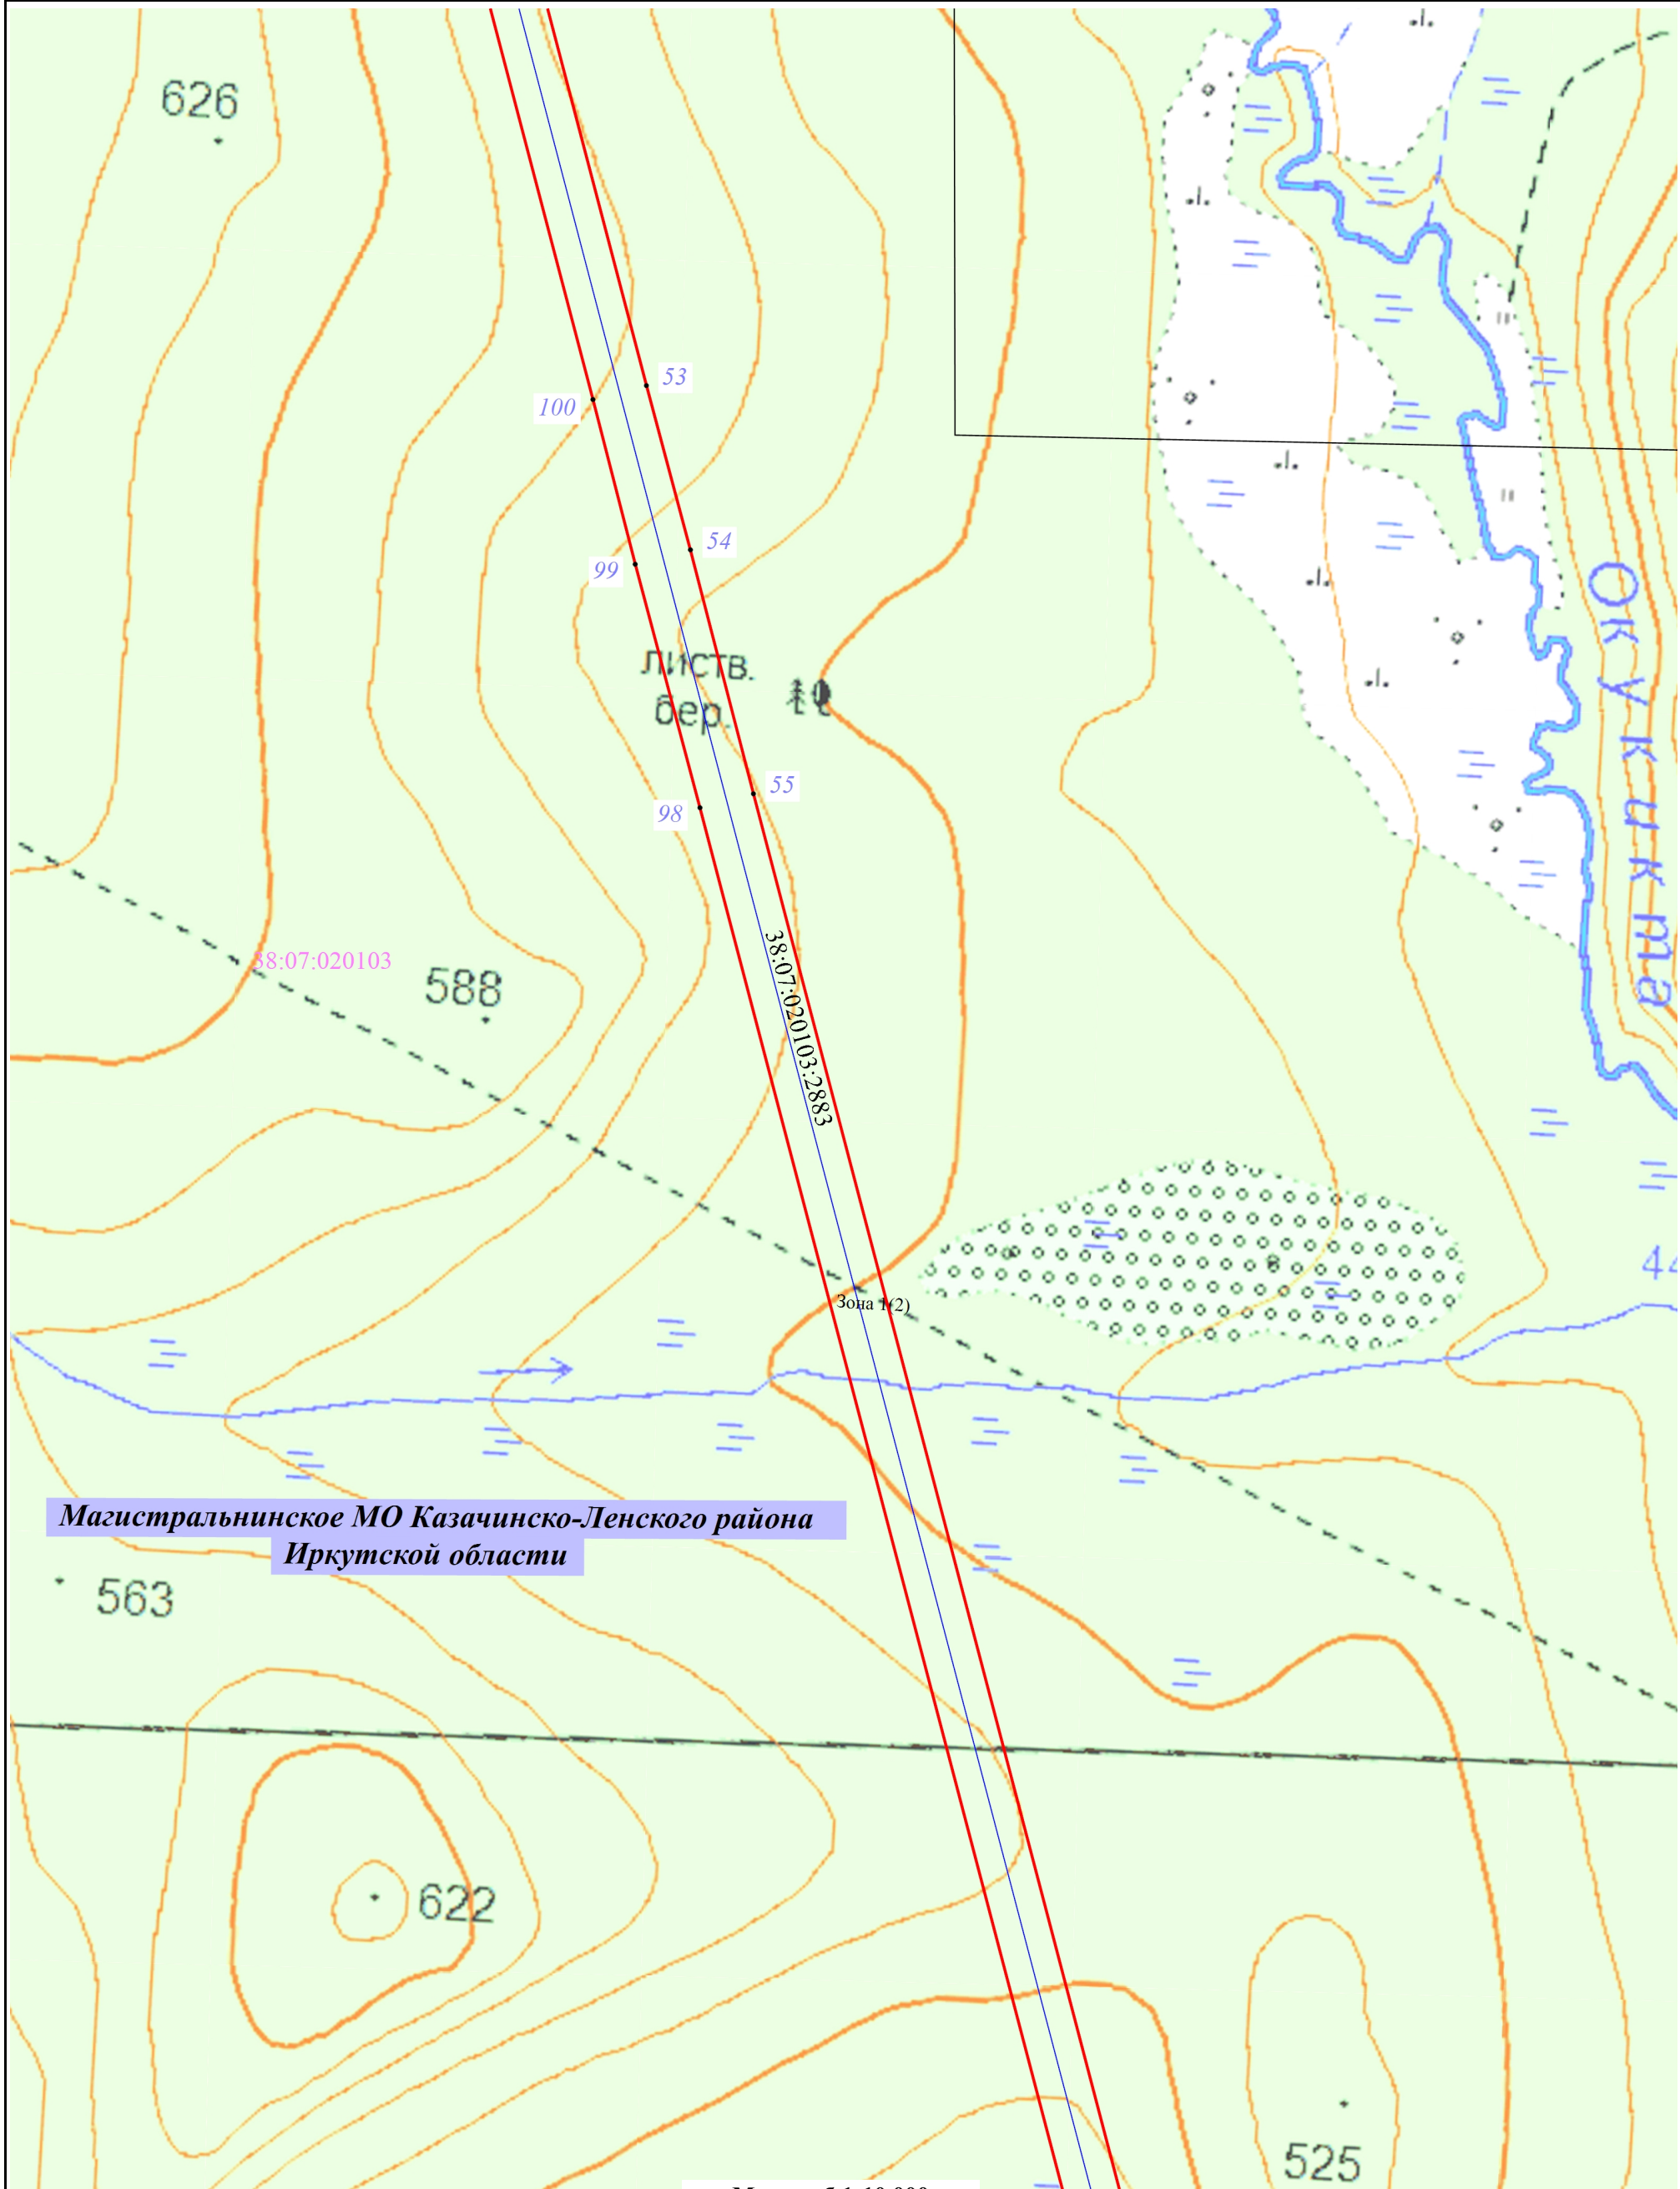 626
53
100
54
99
листв.
бер.
55
98
Окукикта
38:07:020103
588
38:07:020103:2883
Зона 1(2)
44
Магистральнинское МО Казачинско-Ленского района
Иркутской области
563
622
525